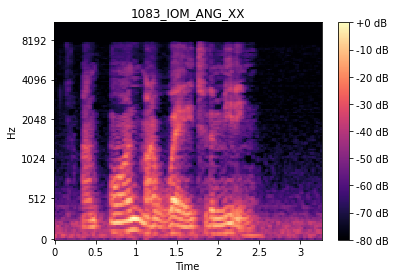 1083_IOM_ANG_XX
+0 dB
8192
-10 dB
4096
-20 dB
-30 dB
2048
Hz
-40 dB
1024
-50 dB
512
-60 dB
-70 dB
0
-80 dB
0 0.5 1 1.5 2 2.5 3
Time